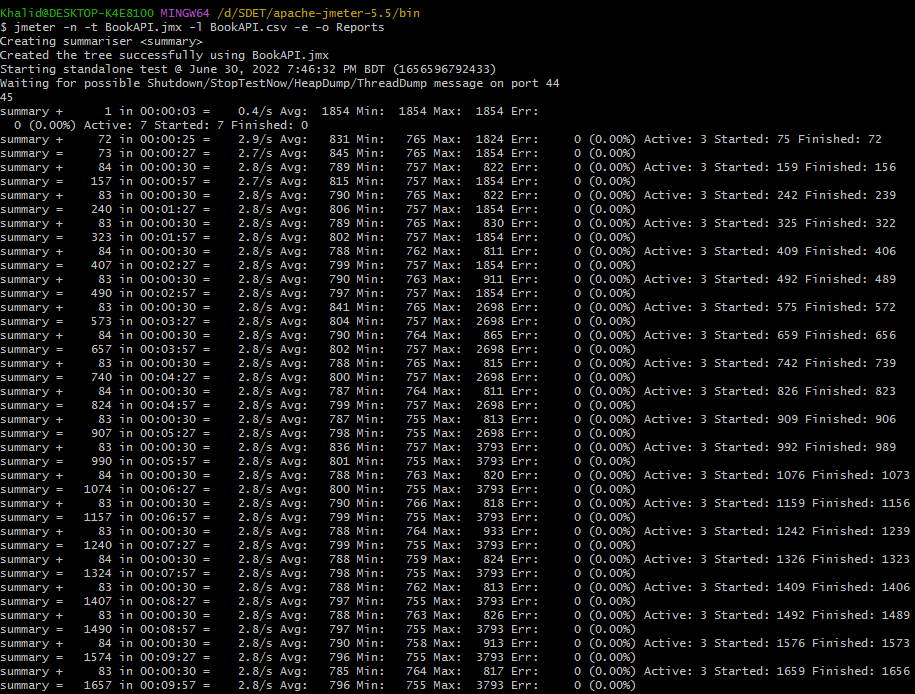 Khalid@DESKTOP-K4E8100 MINGW64 /d/SDET/apache-jmeter-5.5/bin
$ jmeter -n -t BookAPI.jmx -l BookAPI.csv -e -o Reports
Creating summariser <summary>
Created the tree successfully using BookAPI.jmx
Starting standalone test @ June 30, 2022 7:46:32 PM BDT (1656596792433)
Waiting for possible Shutdown/StopTestNow/HeapDump/ThreadDump message on port 44
45
summary +      1 in 00:00:03 =    0.4/s Avg:  1854 Min:  1854 Max:  1854 Err:
  0 (0.00%) Active: 7 Started: 7 Finished: 0
summary +     72 in 00:00:25 =    2.9/s Avg:   831 Min:   765 Max:  1824 Err:     0 (0.00%) Active: 3 Started: 75 Finished: 72
summary =     73 in 00:00:27 =    2.7/s Avg:   845 Min:   765 Max:  1854 Err:     0 (0.00%)
summary +     84 in 00:00:30 =    2.8/s Avg:   789 Min:   757 Max:   822 Err:     0 (0.00%) Active: 3 Started: 159 Finished: 156
summary =    157 in 00:00:57 =    2.7/s Avg:   815 Min:   757 Max:  1854 Err:     0 (0.00%)
summary +     83 in 00:00:30 =    2.8/s Avg:   790 Min:   765 Max:   822 Err:     0 (0.00%) Active: 3 Started: 242 Finished: 239
summary =    240 in 00:01:27 =    2.8/s Avg:   806 Min:   757 Max:  1854 Err:     0 (0.00%)
summary +     83 in 00:00:30 =    2.8/s Avg:   789 Min:   765 Max:   830 Err:     0 (0.00%) Active: 3 Started: 325 Finished: 322
summary =    323 in 00:01:57 =    2.8/s Avg:   802 Min:   757 Max:  1854 Err:     0 (0.00%)
summary +     84 in 00:00:30 =    2.8/s Avg:   788 Min:   762 Max:   811 Err:     0 (0.00%) Active: 3 Started: 409 Finished: 406
summary =    407 in 00:02:27 =    2.8/s Avg:   799 Min:   757 Max:  1854 Err:     0 (0.00%)
summary +     83 in 00:00:30 =    2.8/s Avg:   790 Min:   763 Max:   911 Err:     0 (0.00%) Active: 3 Started: 492 Finished: 489
summary =    490 in 00:02:57 =    2.8/s Avg:   797 Min:   757 Max:  1854 Err:     0 (0.00%)
summary +     83 in 00:00:30 =    2.8/s Avg:   841 Min:   765 Max:  2698 Err:     0 (0.00%) Active: 3 Started: 575 Finished: 572
summary =    573 in 00:03:27 =    2.8/s Avg:   804 Min:   757 Max:  2698 Err:     0 (0.00%)
summary +     84 in 00:00:30 =    2.8/s Avg:   790 Min:   764 Max:   865 Err:     0 (0.00%) Active: 3 Started: 659 Finished: 656
summary =    657 in 00:03:57 =    2.8/s Avg:   802 Min:   757 Max:  2698 Err:     0 (0.00%)
summary +     83 in 00:00:30 =    2.8/s Avg:   788 Min:   765 Max:   815 Err:     0 (0.00%) Active: 3 Started: 742 Finished: 739
summary =    740 in 00:04:27 =    2.8/s Avg:   800 Min:   757 Max:  2698 Err:     0 (0.00%)
summary +     84 in 00:00:30 =    2.8/s Avg:   787 Min:   764 Max:   811 Err:     0 (0.00%) Active: 3 Started: 826 Finished: 823
summary =    824 in 00:04:57 =    2.8/s Avg:   799 Min:   757 Max:  2698 Err:     0 (0.00%)
summary +     83 in 00:00:30 =    2.8/s Avg:   787 Min:   755 Max:   813 Err:     0 (0.00%) Active: 3 Started: 909 Finished: 906
summary =    907 in 00:05:27 =    2.8/s Avg:   798 Min:   755 Max:  2698 Err:     0 (0.00%)
summary +     83 in 00:00:30 =    2.8/s Avg:   836 Min:   757 Max:  3793 Err:     0 (0.00%) Active: 3 Started: 992 Finished: 989
summary =    990 in 00:05:57 =    2.8/s Avg:   801 Min:   755 Max:  3793 Err:     0 (0.00%)
summary +     84 in 00:00:30 =    2.8/s Avg:   788 Min:   763 Max:   820 Err:     0 (0.00%) Active: 3 Started: 1076 Finished: 1073
summary =   1074 in 00:06:27 =    2.8/s Avg:   800 Min:   755 Max:  3793 Err:     0 (0.00%)
summary +     83 in 00:00:30 =    2.8/s Avg:   790 Min:   766 Max:   818 Err:     0 (0.00%) Active: 3 Started: 1159 Finished: 1156
summary =   1157 in 00:06:57 =    2.8/s Avg:   799 Min:   755 Max:  3793 Err:     0 (0.00%)
summary +     83 in 00:00:30 =    2.8/s Avg:   788 Min:   764 Max:   933 Err:     0 (0.00%) Active: 3 Started: 1242 Finished: 1239
summary =   1240 in 00:07:27 =    2.8/s Avg:   799 Min:   755 Max:  3793 Err:     0 (0.00%)
summary +     84 in 00:00:30 =    2.8/s Avg:   788 Min:   759 Max:   824 Err:     0 (0.00%) Active: 3 Started: 1326 Finished: 1323
summary =   1324 in 00:07:57 =    2.8/s Avg:   798 Min:   755 Max:  3793 Err:     0 (0.00%)
summary +     83 in 00:00:30 =    2.8/s Avg:   788 Min:   762 Max:   813 Err:     0 (0.00%) Active: 3 Started: 1409 Finished: 1406
summary =   1407 in 00:08:27 =    2.8/s Avg:   797 Min:   755 Max:  3793 Err:     0 (0.00%)
summary +     83 in 00:00:30 =    2.8/s Avg:   788 Min:   763 Max:   826 Err:     0 (0.00%) Active: 3 Started: 1492 Finished: 1489
summary =   1490 in 00:08:57 =    2.8/s Avg:   797 Min:   755 Max:  3793 Err:     0 (0.00%)
summary +     84 in 00:00:30 =    2.8/s Avg:   790 Min:   758 Max:   913 Err:     0 (0.00%) Active: 3 Started: 1576 Finished: 1573
summary =   1574 in 00:09:27 =    2.8/s Avg:   796 Min:   755 Max:  3793 Err:     0 (0.00%)
summary +     83 in 00:00:30 =    2.8/s Avg:   785 Min:   764 Max:   817 Err:     0 (0.00%) Active: 3 Started: 1659 Finished: 1656
summary =   1657 in 00:09:57 =    2.8/s Avg:   796 Min:   755 Max:  3793 Err:     0 (0.00%)